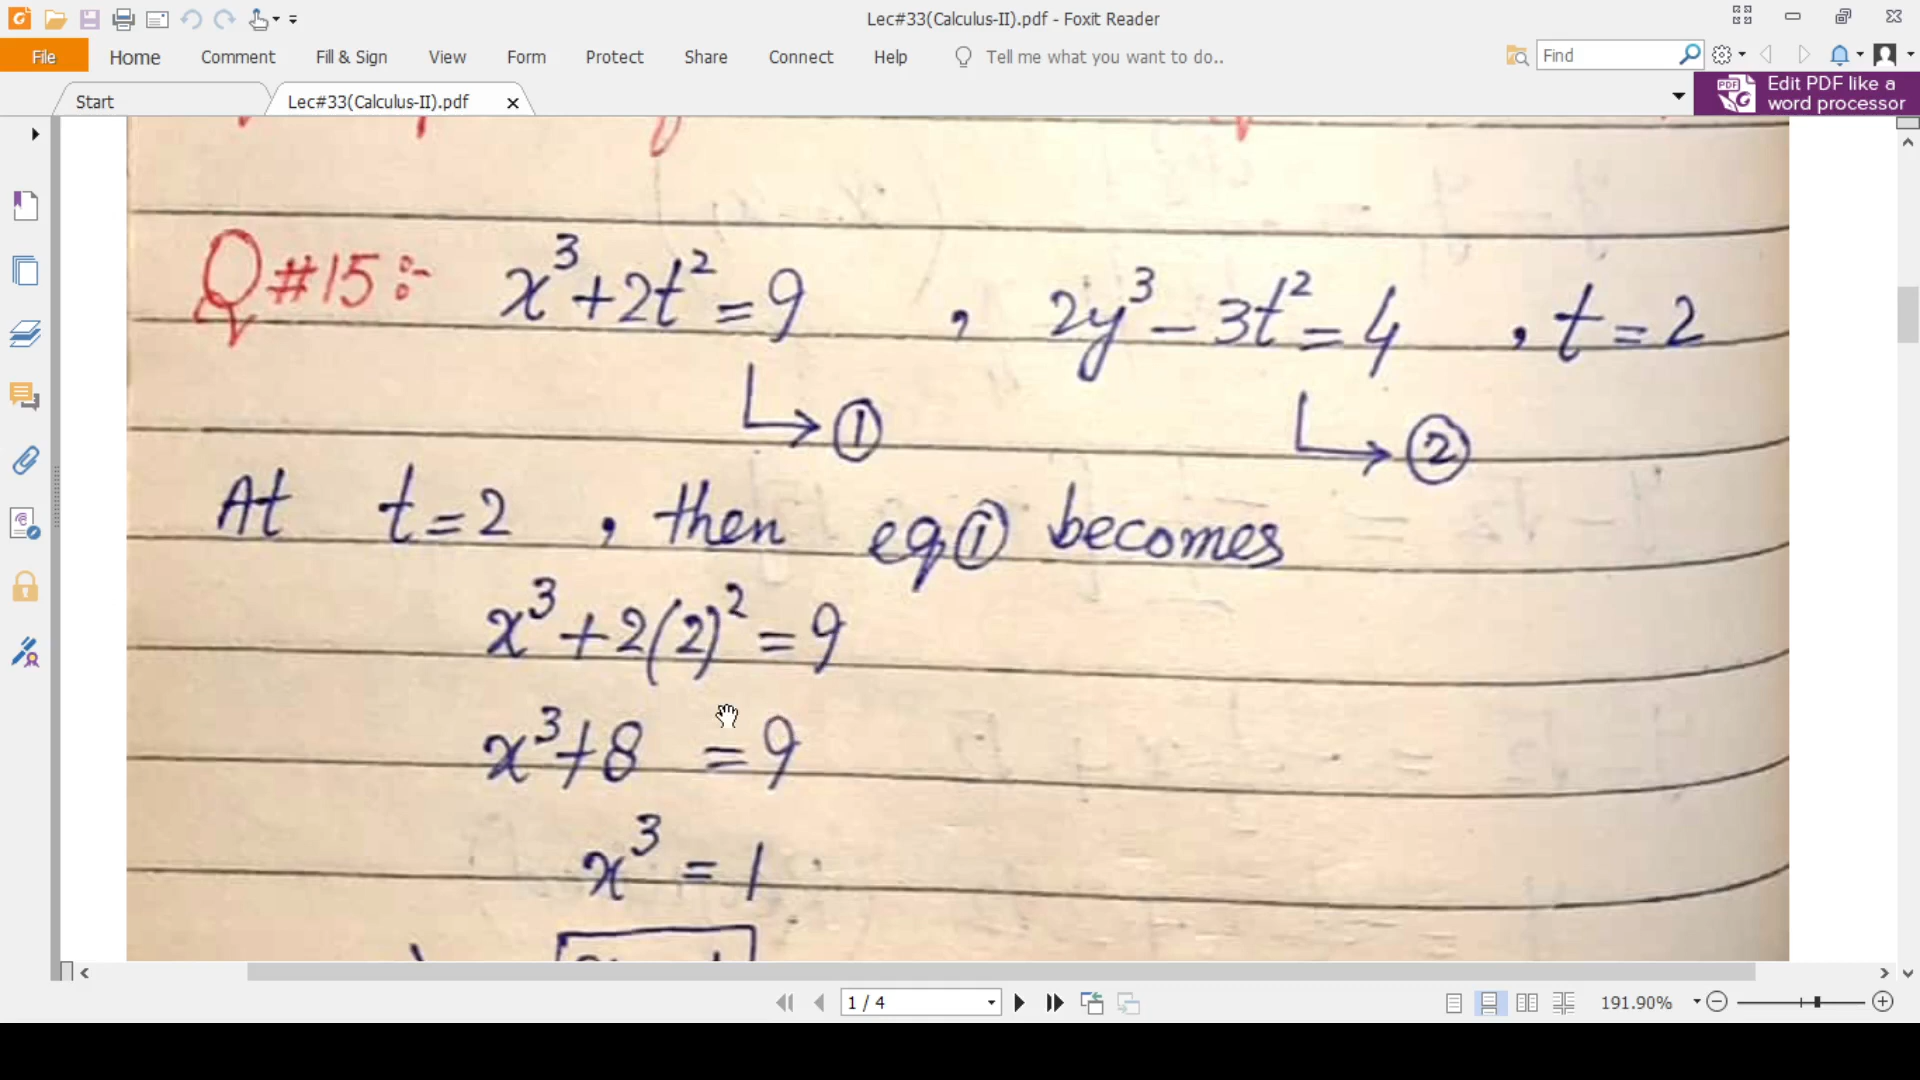 Lec#33(Calculus-II).pdf - Foxit Reader
File Home Comment Fill & Sign View Form Protect Share Connect Help Tell me what you want to do.. Find
Start Lec#33(Calculus-II).pdf
Edit PDF like a
word processor
Q#15:- x³+2t²=9 , 2y³-3t²=4 , t=2
① ②
At t=2 , then eq① becomes
x³+2(2)²=9
x³+8 =9
x³ = 1
1 / 4 191.90%